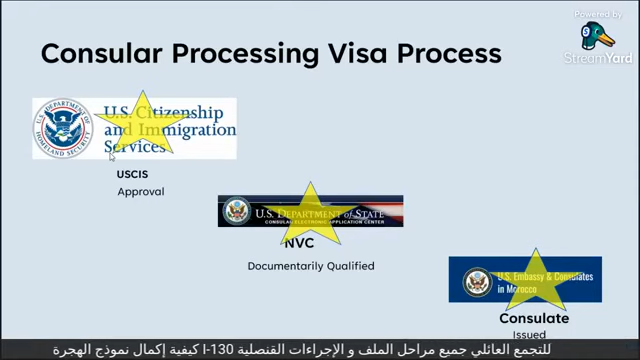 Powered by
StreamYard
Consular Processing Visa Process
U.S. Citizenship
and Immigration
Services
U.S. DEPARTMENT OF
HOMELAND SECURITY
USCIS
Approval
U.S. DEPARTMENT of STATE
CONSULAR ELECTRONIC APPLICATION CENTER
NVC
Documentarily Qualified
U.S. Embassy & Consulates
in Morocco
Consulate
Issued
كيفية إكمال نموذج الهجرة I-130 للتجمع العائلي جميع مراحل الملف و الإجراءات القنصلية